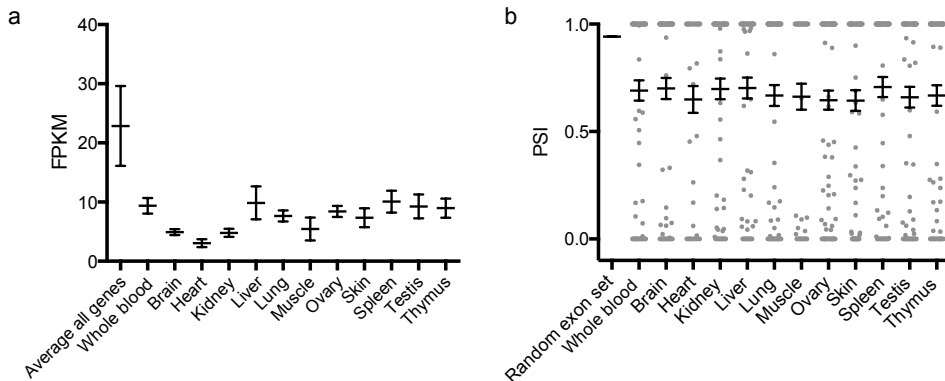 a
40
30
20
10
0
FPKM
Average all genes
Whole blood
Brain
Heart
Kidney
Liver
Lung
Muscle
Ovary
Skin
Spleen
Testis
Thymus
b
1.0
0.5
0.0
PSI
Random exon set
Whole blood
Brain
Heart
Kidney
Liver
Lung
Muscle
Ovary
Skin
Spleen
Testis
Thymus